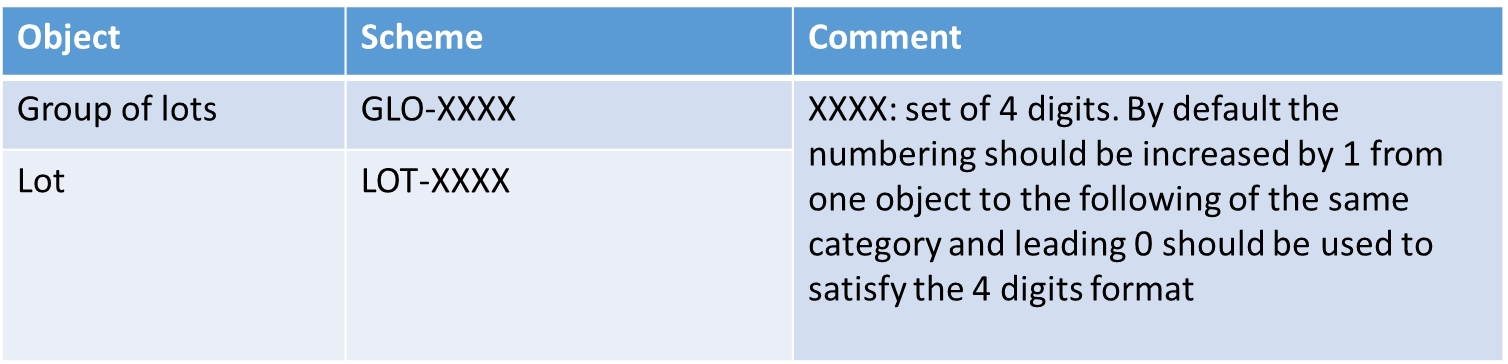 Object Scheme Comment
Group of lots GLO-XXXX
Lot LOT-XXXX
XXXX: set of 4 digits. By default the
numbering should be increased by 1 from
one object to the following of the same
category and leading 0 should be used to
satisfy the 4 digits format